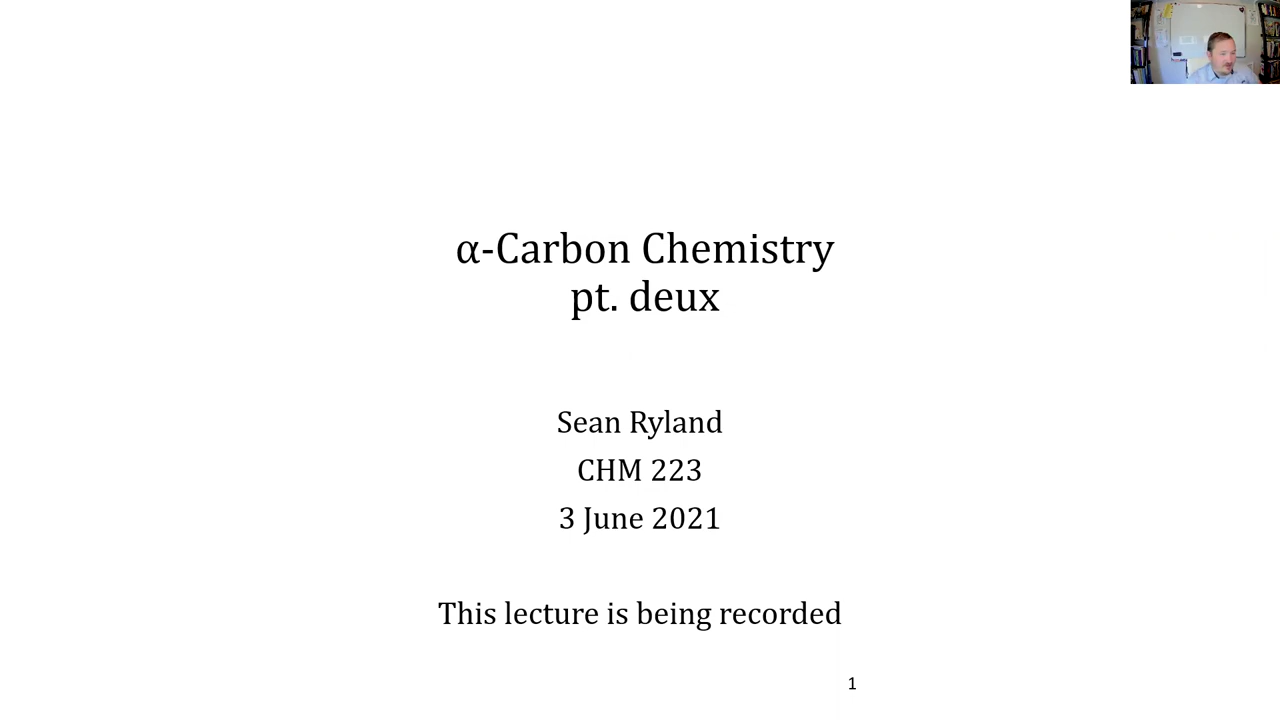 α-Carbon Chemistry
pt. deux
Sean Ryland
CHM 223
3 June 2021
This lecture is being recorded
1